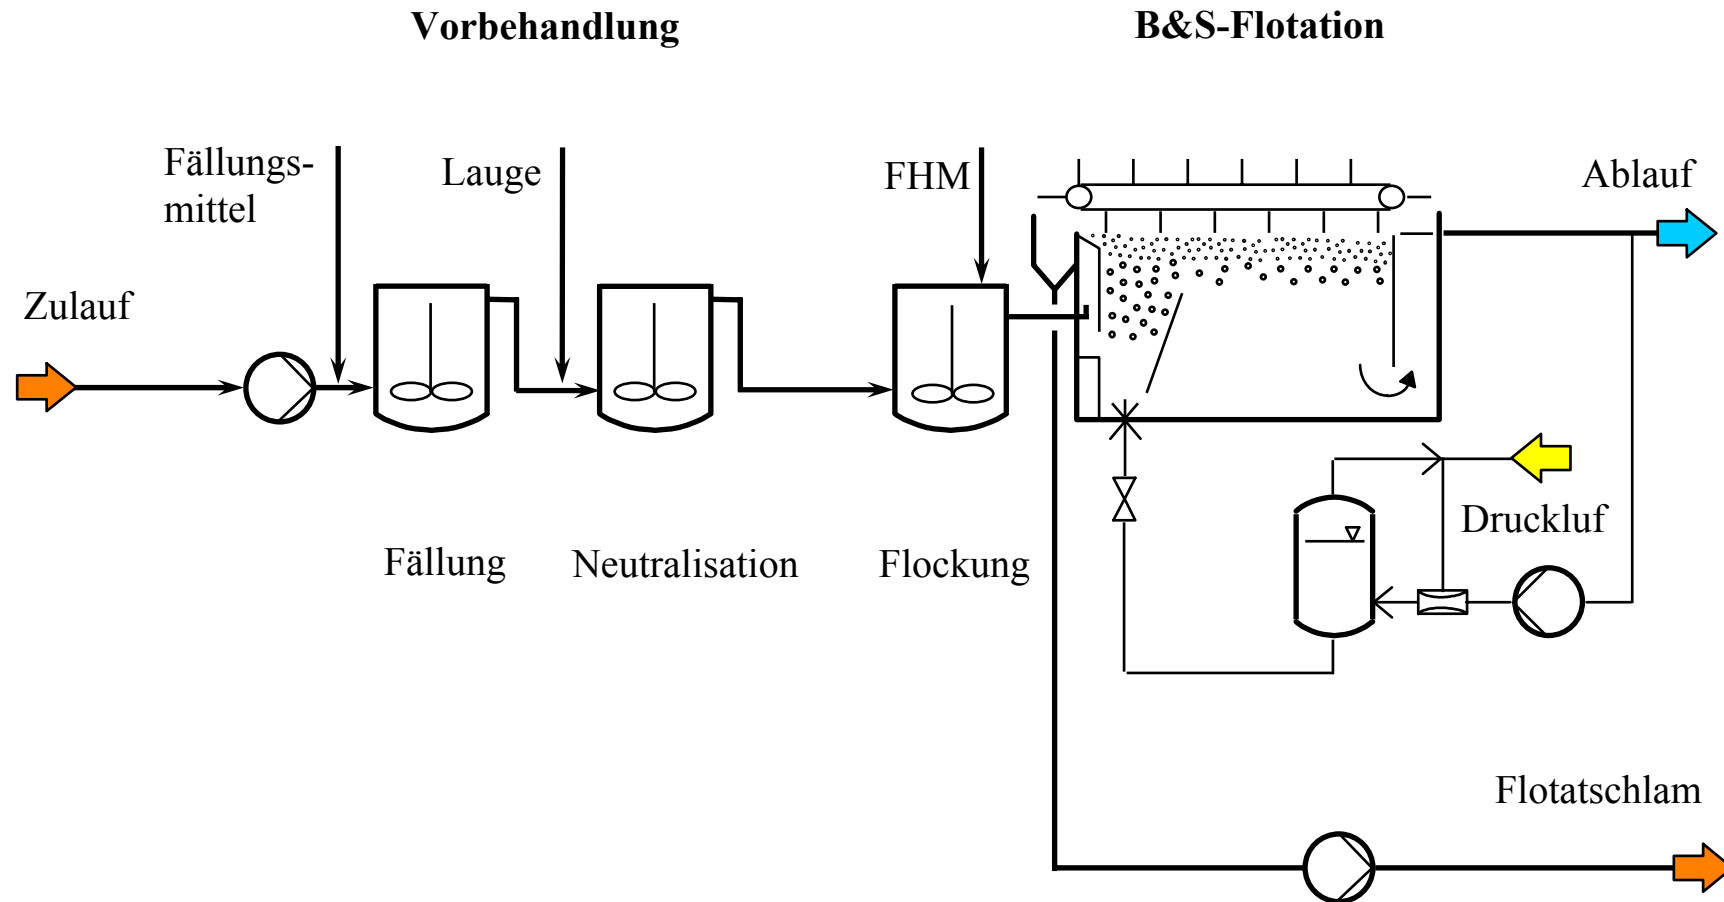 Vorbehandlung
B&S-Flotation
Fällungs-
mittel
Lauge
FHM
Ablauf
Zulauf
Druckluf
Fällung
Neutralisation
Flockung
Flotatschlam